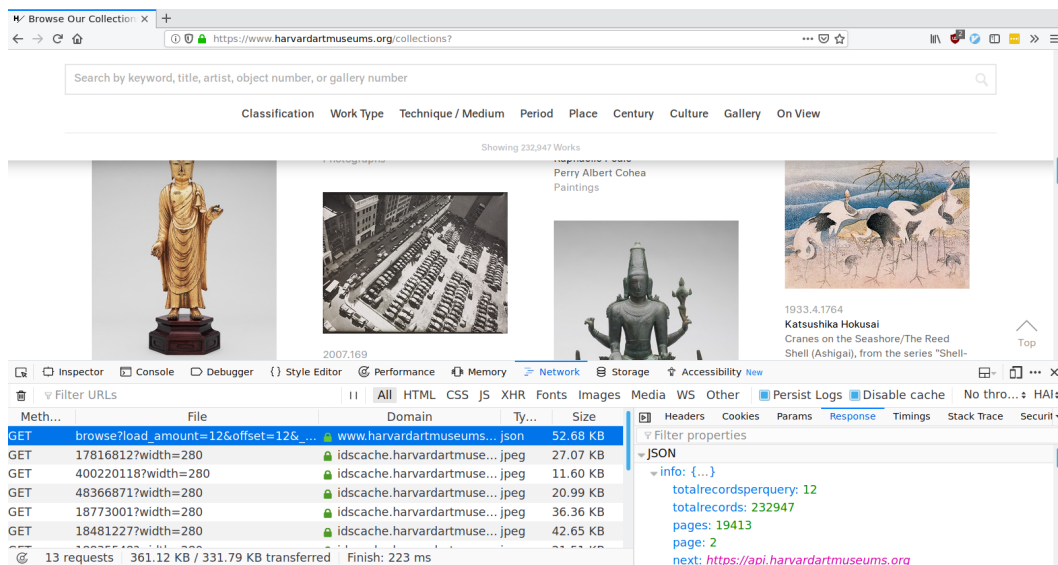 Browse Our Collection
https://www.harvardartmuseums.org/collections?
Search by keyword, title, artist, object number, or gallery number
Classification Work Type Technique / Medium Period Place Century Culture Gallery On View
Showing 232,947 Works
Photographs
Perry Albert Cohea
Paintings
2007.169
1933.4.1764
Katsushika Hokusai
Cranes on the Seashore/The Reed
Shell (Ashigai), from the series "Shell-
Top
Inspector Console Debugger {} Style Editor Performance Memory Network Storage Accessibility New
Filter URLs All HTML CSS JS XHR Fonts Images Media WS Other Persist Logs Disable cache No thro... HAR
Meth... File Domain Ty... Size
GET browse?load_amount=12&offset=12&_... www.harvardartmuseums... json 52.68 KB
GET 17816812?width=280 idscache.harvardartmuse... jpeg 27.07 KB
GET 400220118?width=280 idscache.harvardartmuse... jpeg 11.60 KB
GET 48366871?width=280 idscache.harvardartmuse... jpeg 20.99 KB
GET 18773001?width=280 idscache.harvardartmuse... jpeg 36.36 KB
GET 18481227?width=280 idscache.harvardartmuse... jpeg 42.65 KB
13 requests 361.12 KB / 331.79 KB transferred Finish: 223 ms
Headers Cookies Params Response Timings Stack Trace Securit
Filter properties
JSON
info: {...}
totalrecordsperquery: 12
totalrecords: 232947
pages: 19413
page: 2
next: https://api.harvardartmuseums.org